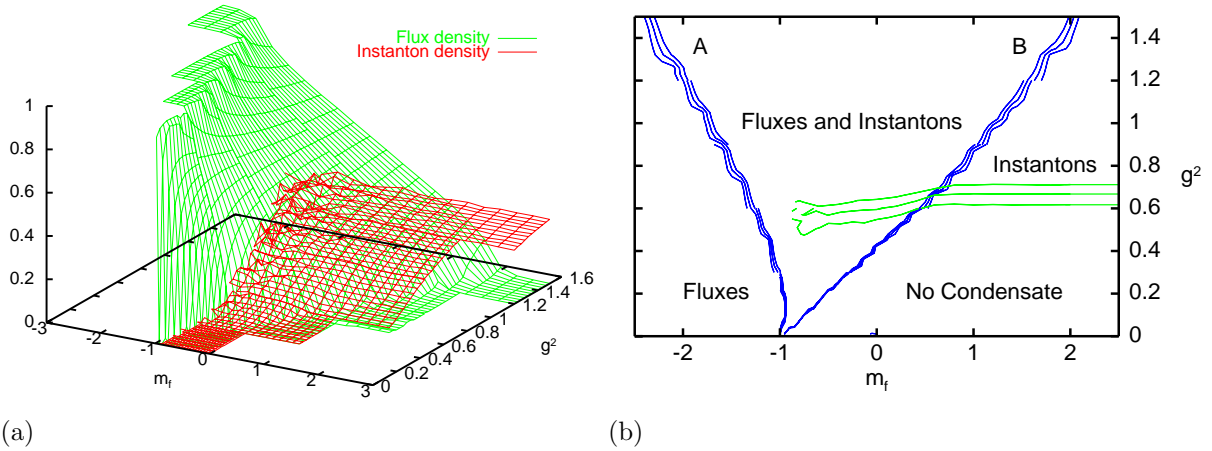 Flux density
Instanton density
1
0.8
0.6
0.4
0.2
0
-3
-2
-1
0
1
2
3
m_f
0
0.2
0.4
0.6
0.8
1
1.2
1.4
1.6
g²
(a)
A
B
Fluxes and Instantons
Instantons
Fluxes
No Condensate
1.4
1.2
1
0.8
0.6
0.4
0.2
0
g²
-2
-1
0
1
2
m_f
(b)